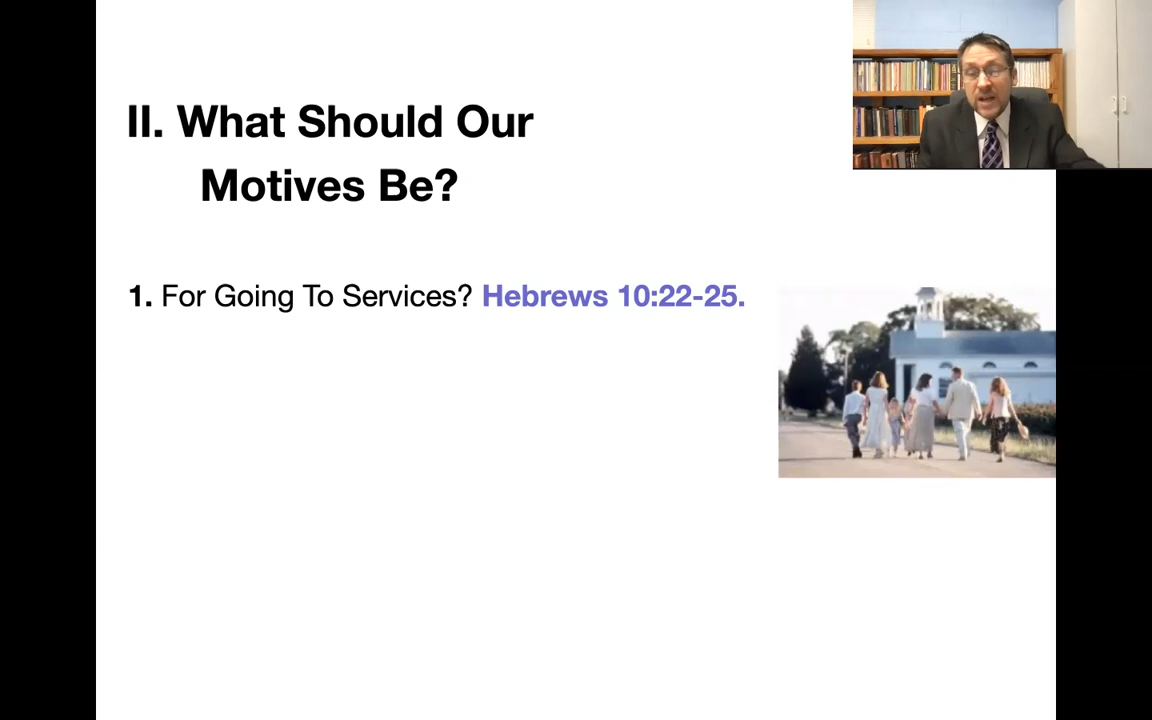 II. What Should Our
Motives Be?
1. For Going To Services? Hebrews 10:22-25.